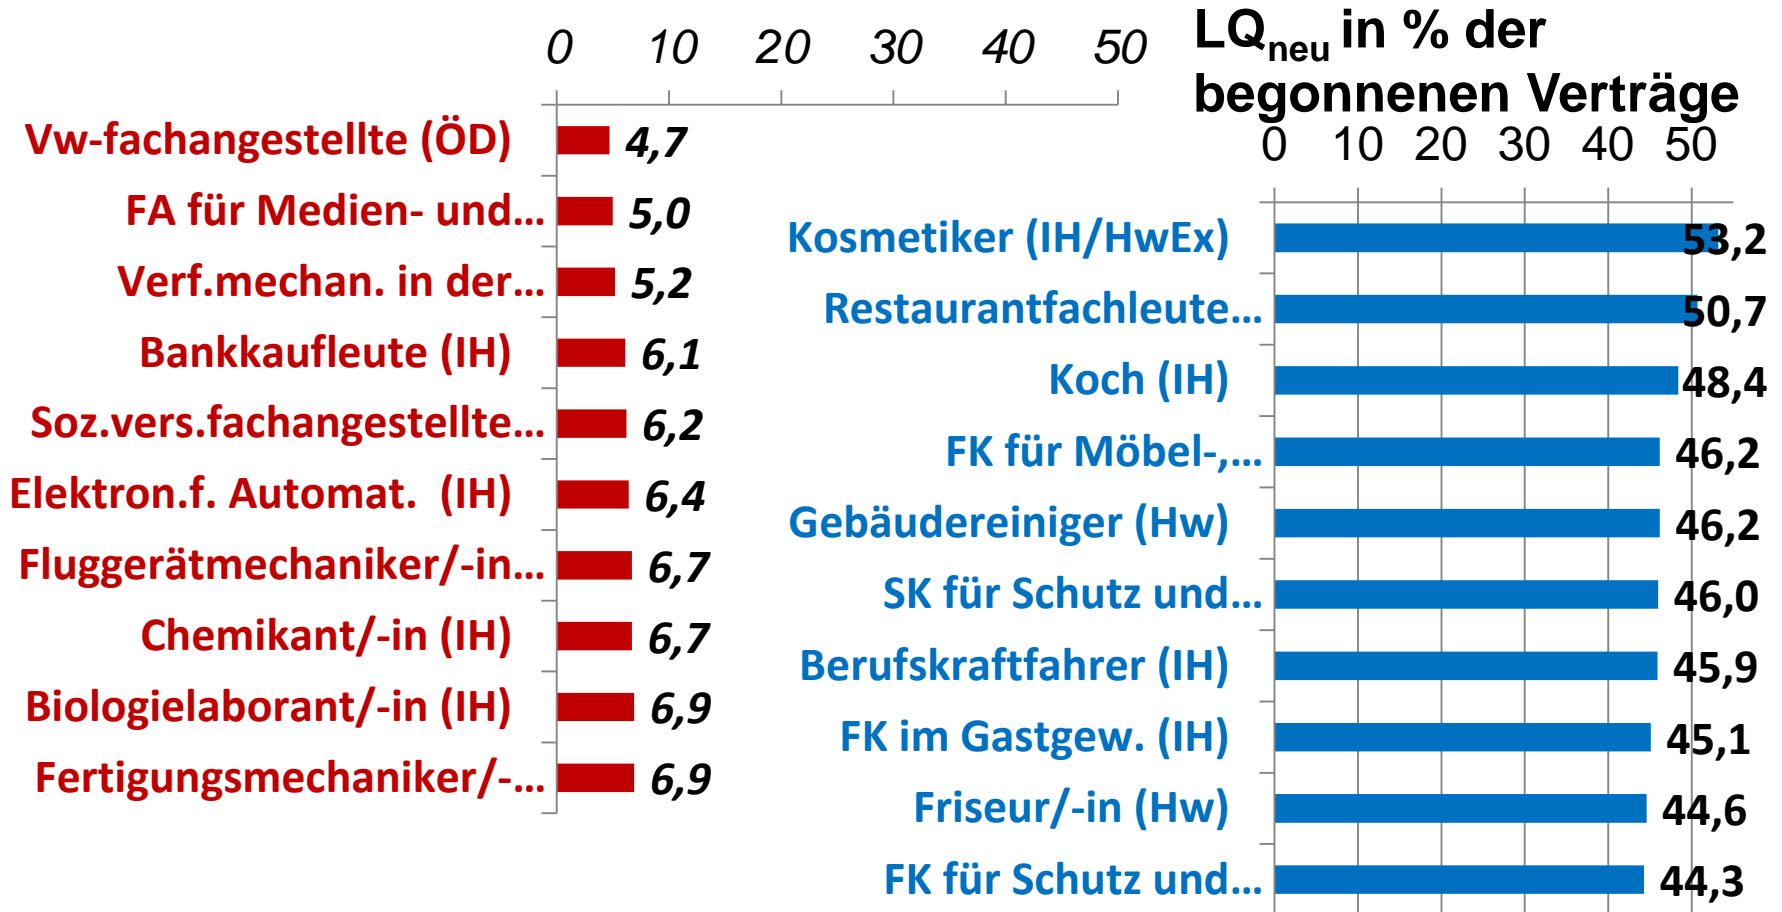 0 10 20 30 40 50
Vw-fachangestellte (ÖD) 4,7
FA für Medien- und... 5,0
Verf.mechan. in der... 5,2
Bankkaufleute (IH) 6,1
Soz.vers.fachangestellte... 6,2
Elektron.f. Automat. (IH) 6,4
Fluggerätmechaniker/-in... 6,7
Chemikant/-in (IH) 6,7
Biologielaborant/-in (IH) 6,9
Fertigungsmechaniker/-... 6,9
LQneu in % der
begonnenen Verträge
0 10 20 30 40 50
Kosmetiker (IH/HwEx) 53,2
Restaurantfachleute... 50,7
Koch (IH) 48,4
FK für Möbel-,... 46,2
Gebäudereiniger (Hw) 46,2
SK für Schutz und... 46,0
Berufskraftfahrer (IH) 45,9
FK im Gastgew. (IH) 45,1
Friseur/-in (Hw) 44,6
FK für Schutz und... 44,3